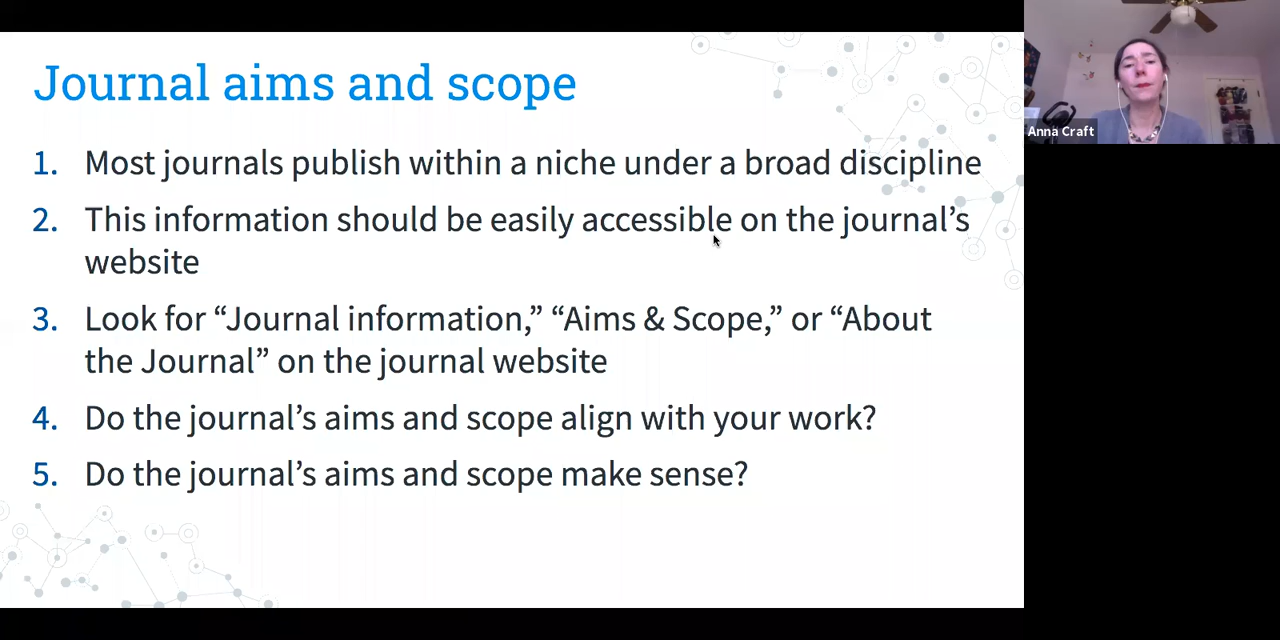 Journal aims and scope
1. Most journals publish within a niche under a broad discipline
2. This information should be easily accessible on the journal’s
website
3. Look for “Journal information,” “Aims & Scope,” or “About
the Journal” on the journal website
4. Do the journal’s aims and scope align with your work?
5. Do the journal’s aims and scope make sense?
Anna Craft